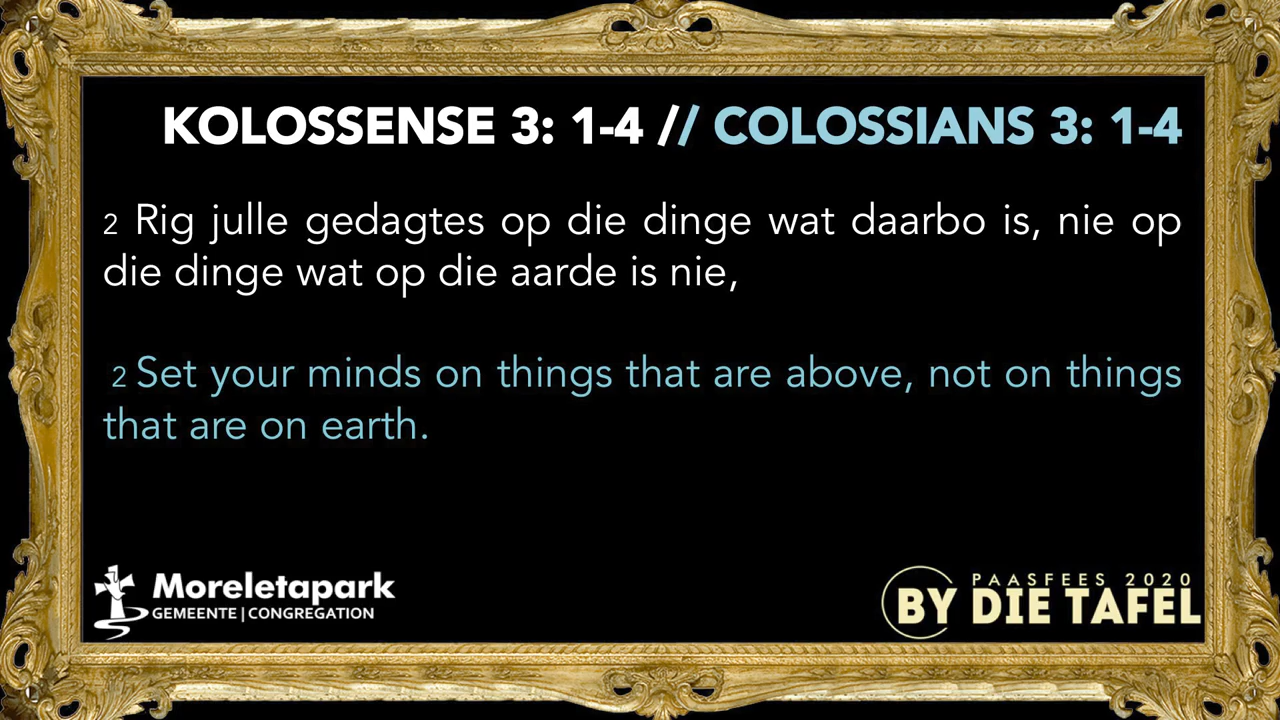 KOLOSSENSE 3: 1-4 // COLOSSIANS 3: 1-4
2 Rig julle gedagtes op die dinge wat daarbo is, nie op
die dinge wat op die aarde is nie,
2 Set your minds on things that are above, not on things
that are on earth.
Moreletapark
GEMEENTE | CONGREGATION
PAASFEES 2020
BY DIE TAFEL